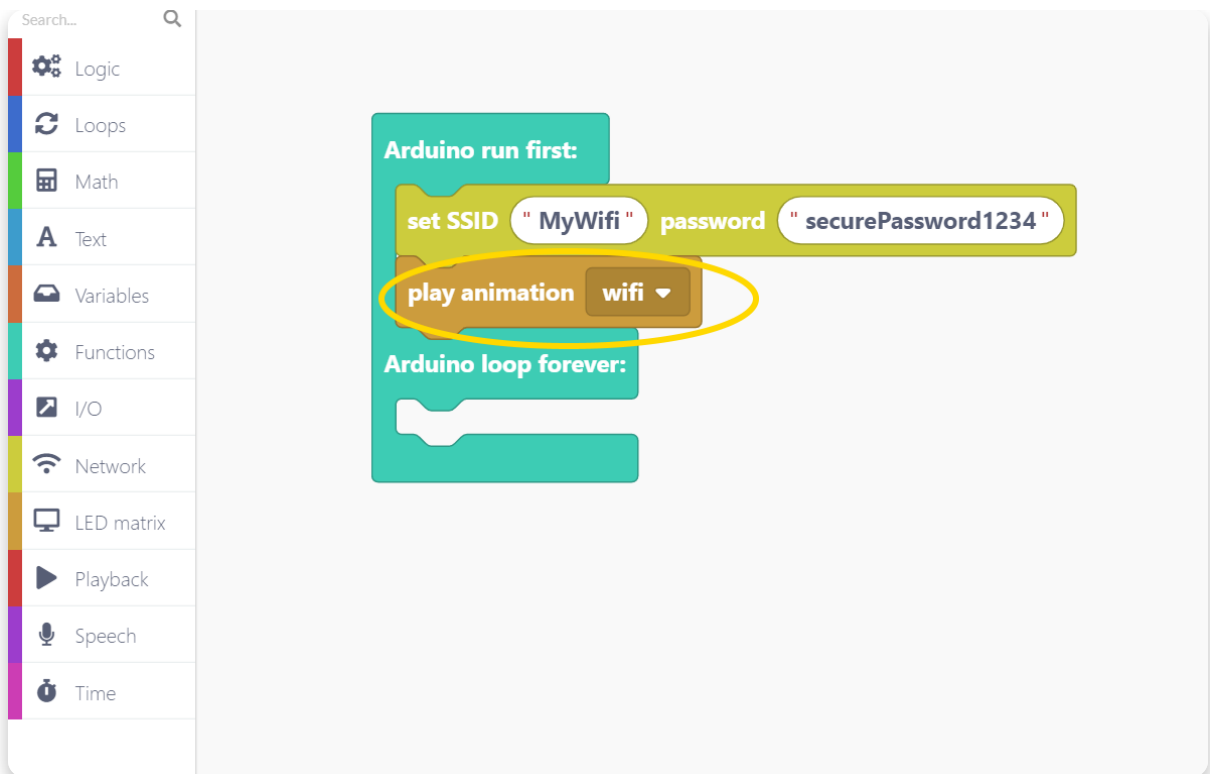 Search...
Logic
Loops
Math
Text
Variables
Functions
I/O
Network
LED matrix
Playback
Speech
Time
Arduino run first:
set SSID " MyWifi " password " securePassword1234 "
play animation wifi
Arduino loop forever: